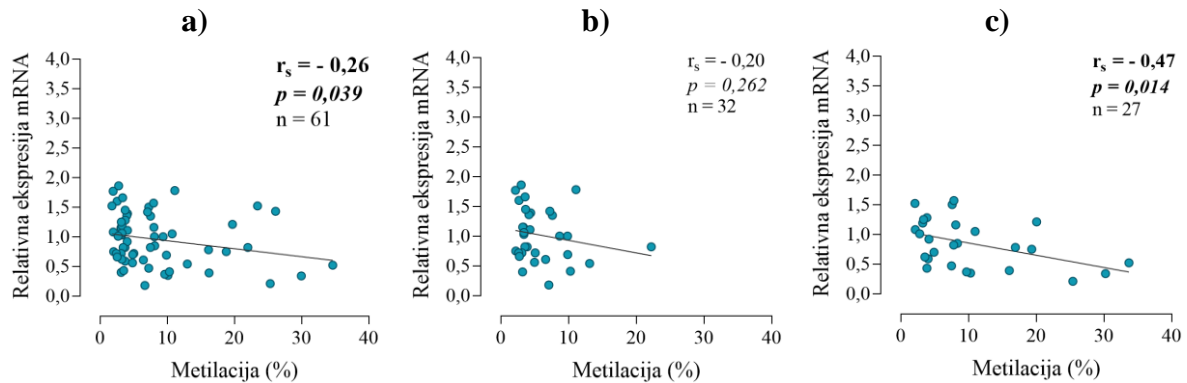 a)
Relativna ekspresija mRNA
4,0
3,5
3,0
2,5
2,0
1,5
1,0
0,5
0,0
r_s = - 0,26
p = 0,039
n = 61
0 10 20 30 40
Metilacija (%)
b)
Relativna ekspresija mRNA
4,0
3,5
3,0
2,5
2,0
1,5
1,0
0,5
0,0
r_s = - 0,20
p = 0,262
n = 32
0 10 20 30 40
Metilacija (%)
c)
Relativna ekspresija mRNA
4,0
3,5
3,0
2,5
2,0
1,5
1,0
0,5
0,0
r_s = - 0,47
p = 0,014
n = 27
0 10 20 30 40
Metilacija (%)